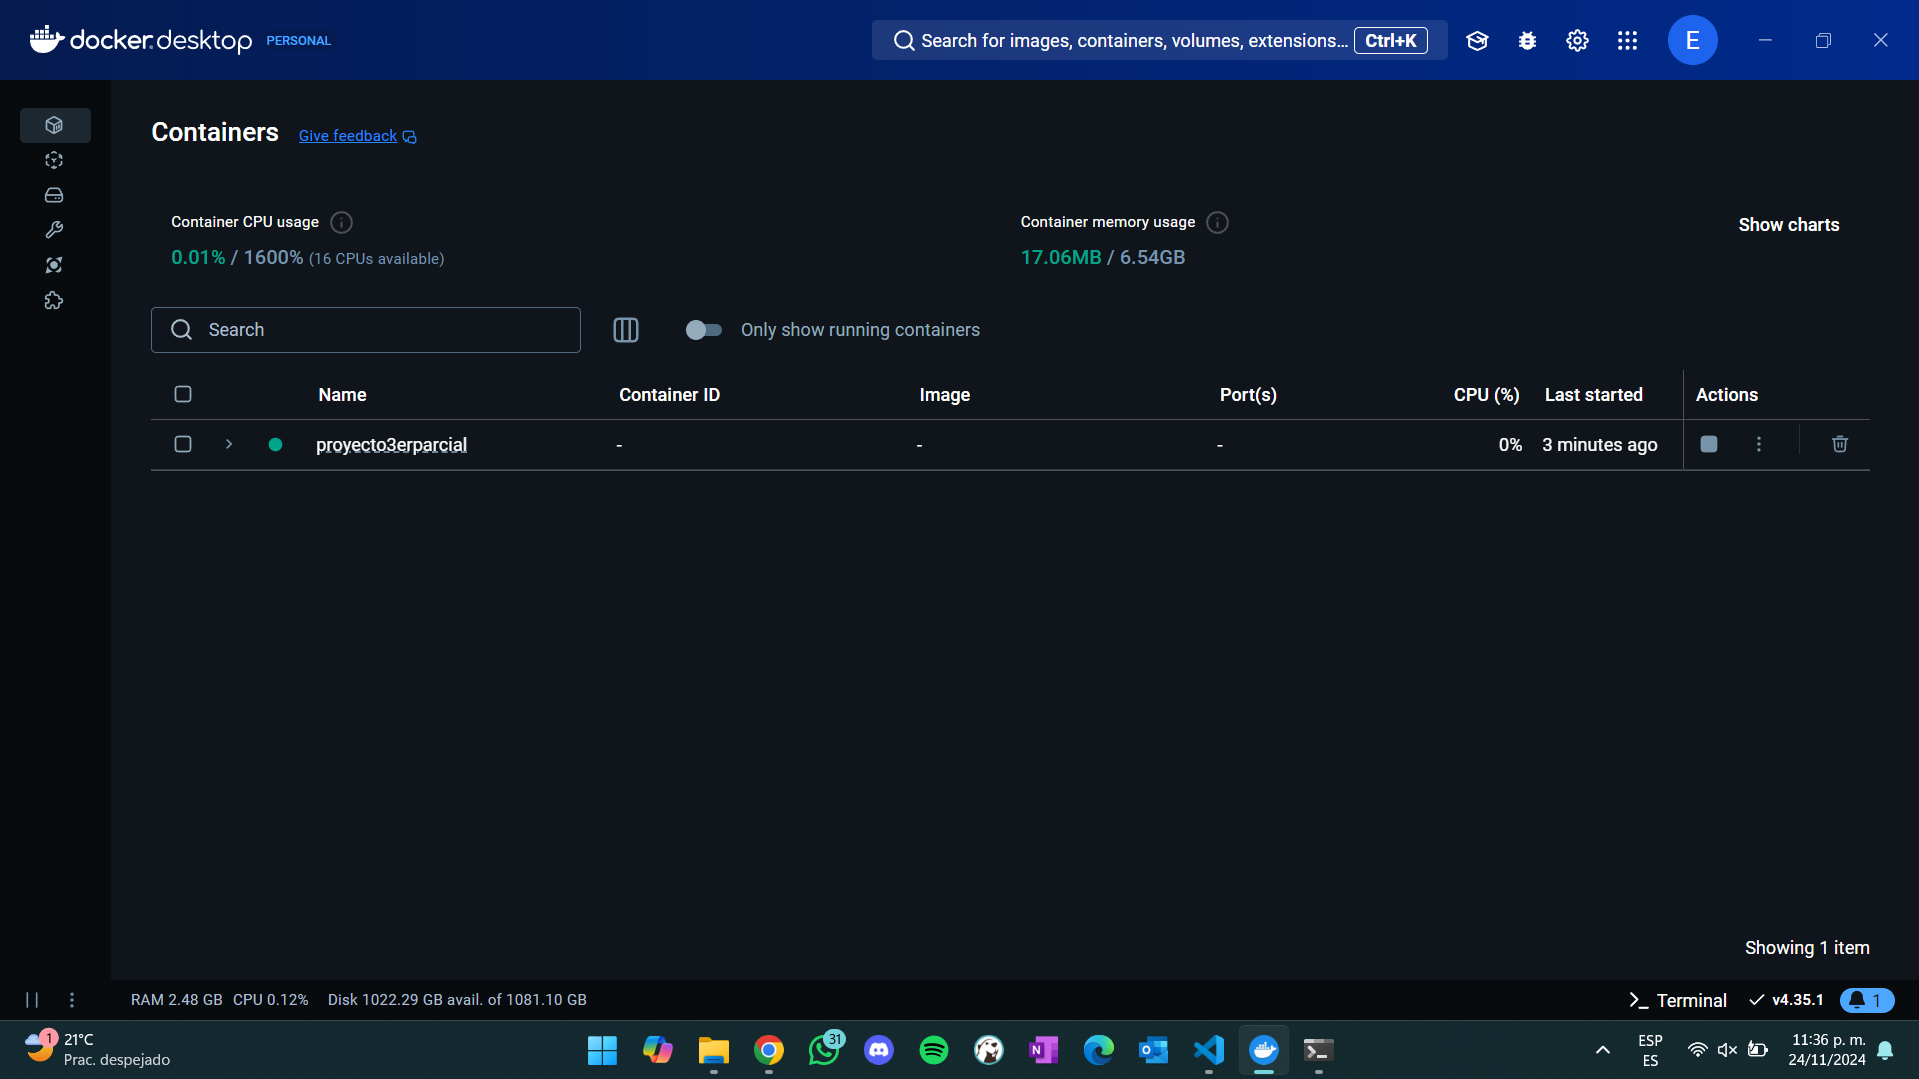 docker.desktop PERSONAL
Search for images, containers, volumes, extensions... Ctrl+K
E
Containers Give feedback
Container CPU usage
0.01% / 1600% (16 CPUs available)
Container memory usage
17.06MB / 6.54GB
Show charts
Search
Only show running containers
Name Container ID Image Port(s) CPU (%) Last started Actions
proyecto3erparcial - - - 0% 3 minutes ago
Showing 1 item
RAM 2.48 GB CPU 0.12% Disk 1022.29 GB avail. of 1081.10 GB
Terminal v4.35.1 1
1
21°C
Prac. despejado
31
N
O
ESP
ES
11:36 p. m.
24/11/2024